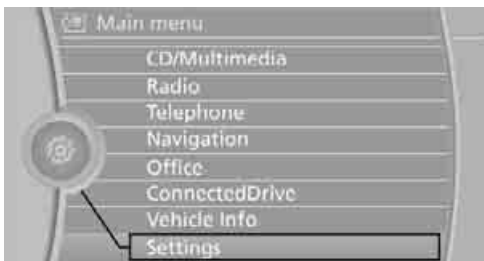 Main menu
CD/Multimedia
Radio
Telephone
Navigation
Office
ConnectedDrive
Vehicle Info
Settings